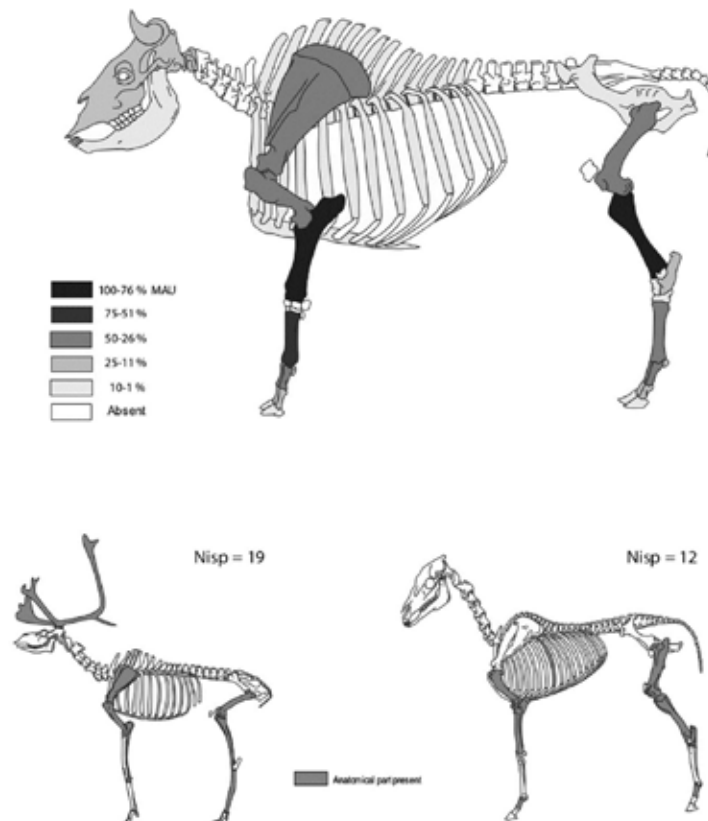 100-76 % MAU
75-51 %
50-26 %
25-11 %
10-1 %
Absent
Nisp = 19
Nisp = 12
Anatomical part present